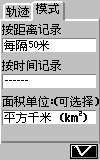 轨迹 模式
按距离记录
每隔50米
按时间记录
------
面积单位:(可选择)
平方千米 (km²)